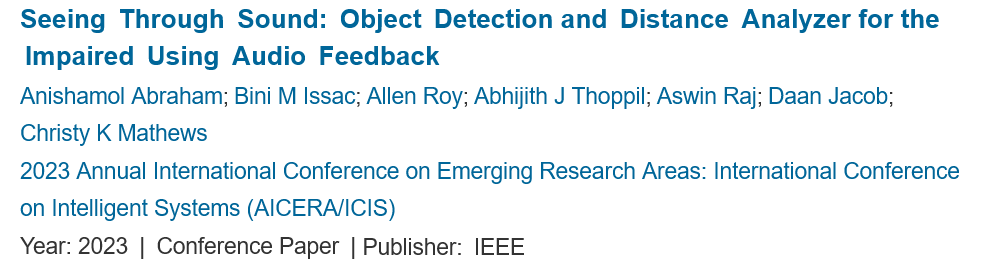 Seeing Through Sound: Object Detection and Distance Analyzer for the
Impaired Using Audio Feedback
Anishamol Abraham; Bini M Issac; Allen Roy; Abhijith J Thoppil; Aswin Raj; Daan Jacob;
Christy K Mathews
2023 Annual International Conference on Emerging Research Areas: International Conference
on Intelligent Systems (AICERA/ICIS)
Year: 2023 | Conference Paper | Publisher: IEEE